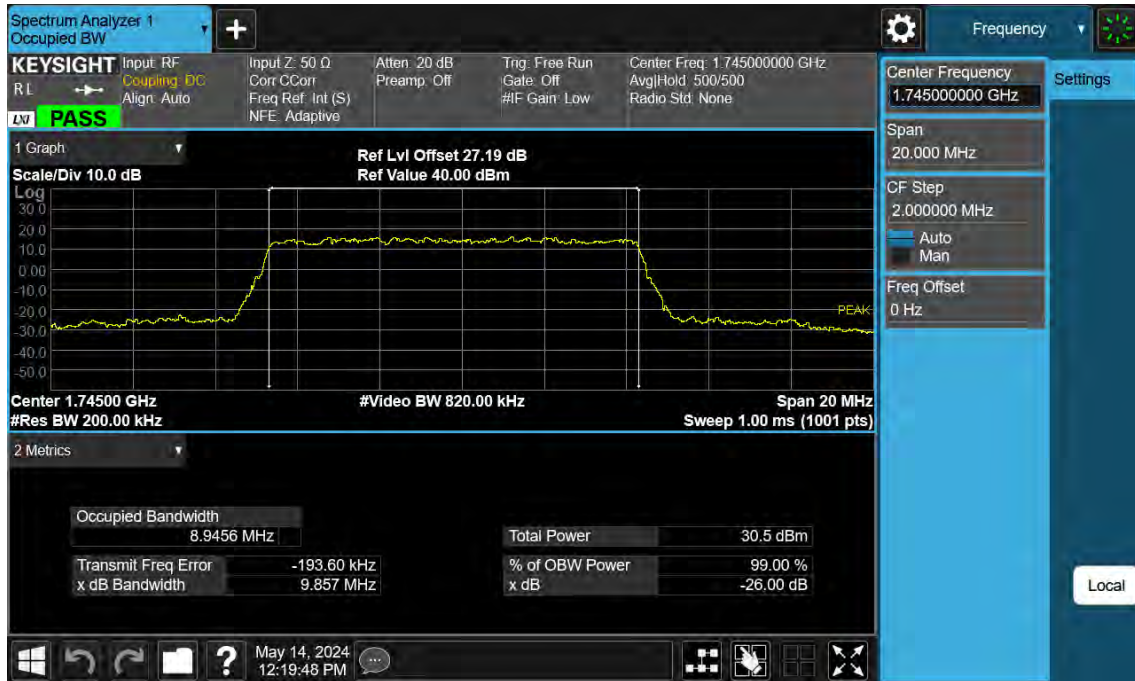 Spectrum Analyzer 1
Occupied BW
+
Frequency
KEYSIGHT
R L
LXI PASS
Input: RF
Coupling: DC
Align: Auto
Input Z: 50 Ω
Corr CCorr
Freq Ref: Int (S)
NFE: Adaptive
Atten: 20 dB
Preamp: Off
Trig: Free Run
Gate: Off
#IF Gain: Low
Center Freq: 1.745000000 GHz
Avg|Hold: 500/500
Radio Std: None
Center Frequency
1.745000000 GHz
Settings
Span
20.000 MHz
CF Step
2.000000 MHz
Auto
Man
Freq Offset
0 Hz
Local
1 Graph
Scale/Div 10.0 dB
Ref Lvl Offset 27.19 dB
Ref Value 40.00 dBm
Log
30.0
20.0
10.0
0.00
-10.0
-20.0
-30.0
-40.0
-50.0
PEAK
Center 1.74500 GHz
#Video BW 820.00 kHz
Span 20 MHz
#Res BW 200.00 kHz
Sweep 1.00 ms (1001 pts)
2 Metrics
Occupied Bandwidth
8.9456 MHz
Total Power 30.5 dBm
Transmit Freq Error -193.60 kHz
% of OBW Power 99.00 %
x dB Bandwidth 9.857 MHz
x dB -26.00 dB
?
May 14, 2024
12:19:48 PM